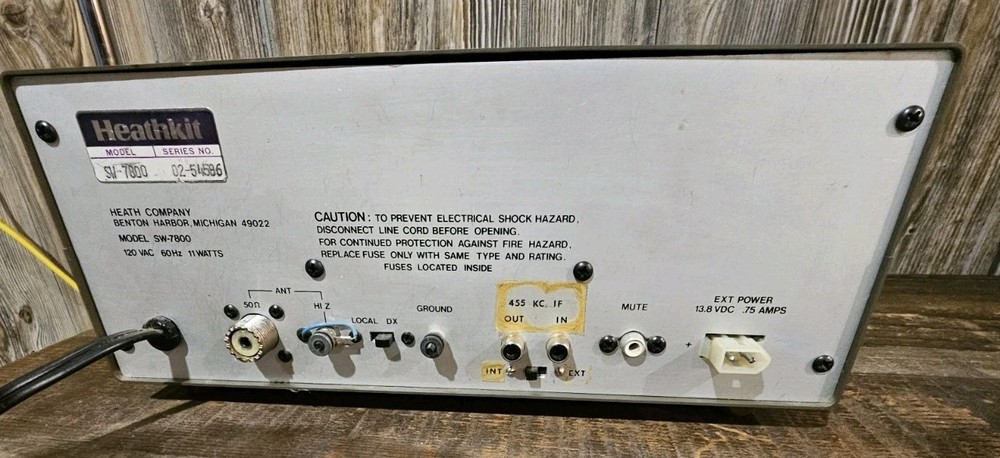 Heathkit
MODEL SERIES NO.
SW-7800 02-54596
HEATH COMPANY
BENTON HARBOR, MICHIGAN 49022
MODEL SW-7800
120 VAC 60Hz 11 WATTS
CAUTION: TO PREVENT ELECTRICAL SHOCK HAZARD,
DISCONNECT LINE CORD BEFORE OPENING.
FOR CONTINUED PROTECTION AGAINST FIRE HAZARD,
REPLACE FUSE ONLY WITH SAME TYPE AND RATING.
FUSES LOCATED INSIDE
ANT
50Ω HI Z
LOCAL DX
GROUND
455 KC. IF
OUT IN
INT EXT
MUTE
EXT POWER
13.8 VDC .75 AMPS
+